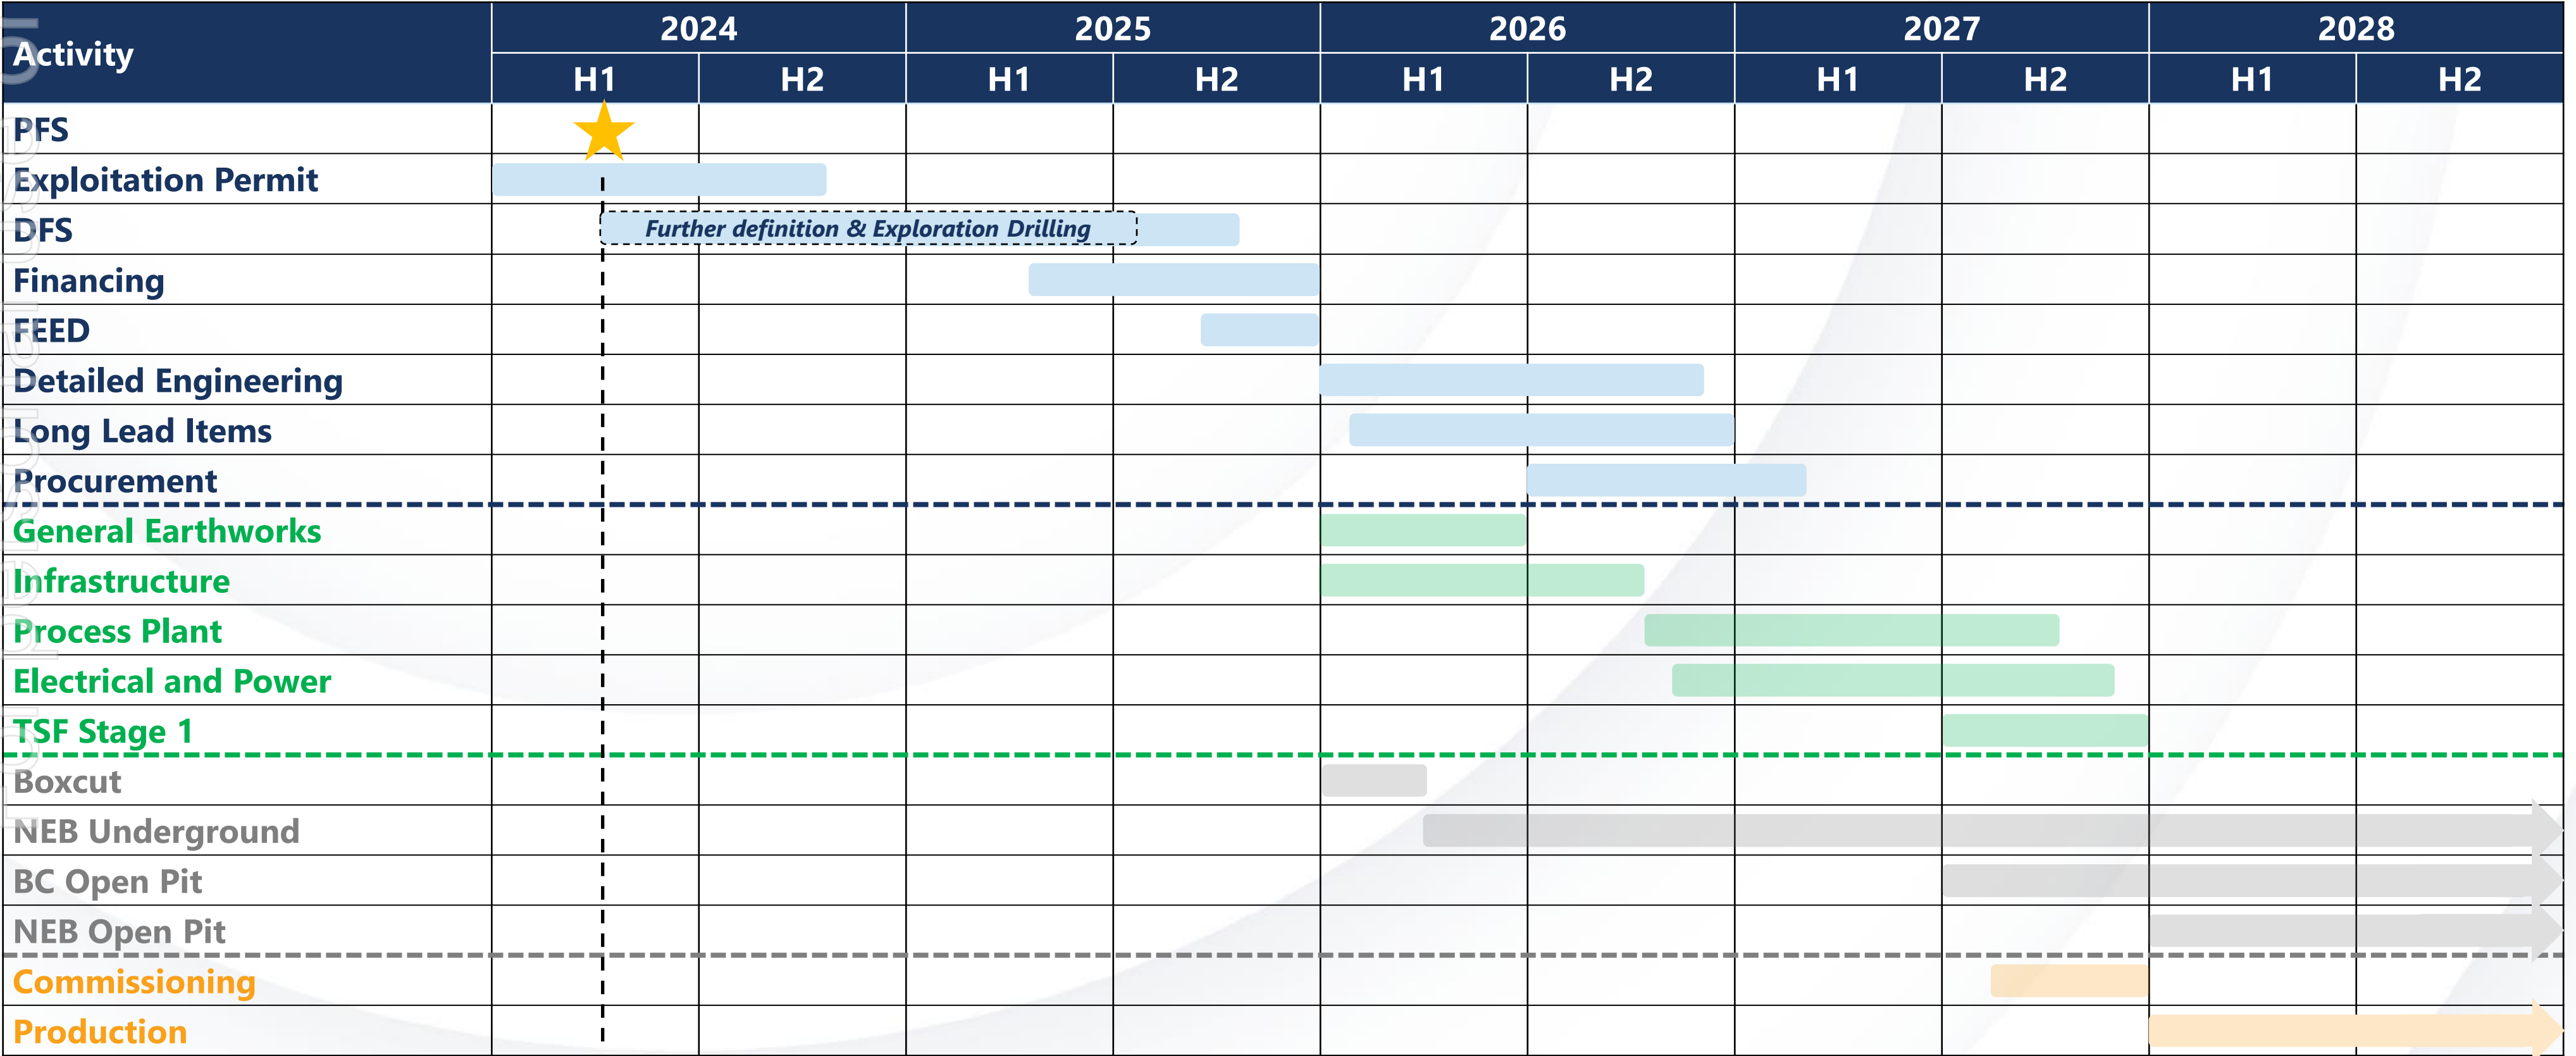 Activity
2024 2025 2026 2027 2028
H1 H2 H1 H2 H1 H2 H1 H2 H1 H2
PFS
Exploitation Permit
DFS
Further definition & Exploration Drilling
Financing
FEED
Detailed Engineering
Long Lead Items
Procurement
General Earthworks
Infrastructure
Process Plant
Electrical and Power
TSF Stage 1
Boxcut
NEB Underground
BC Open Pit
NEB Open Pit
Commissioning
Production